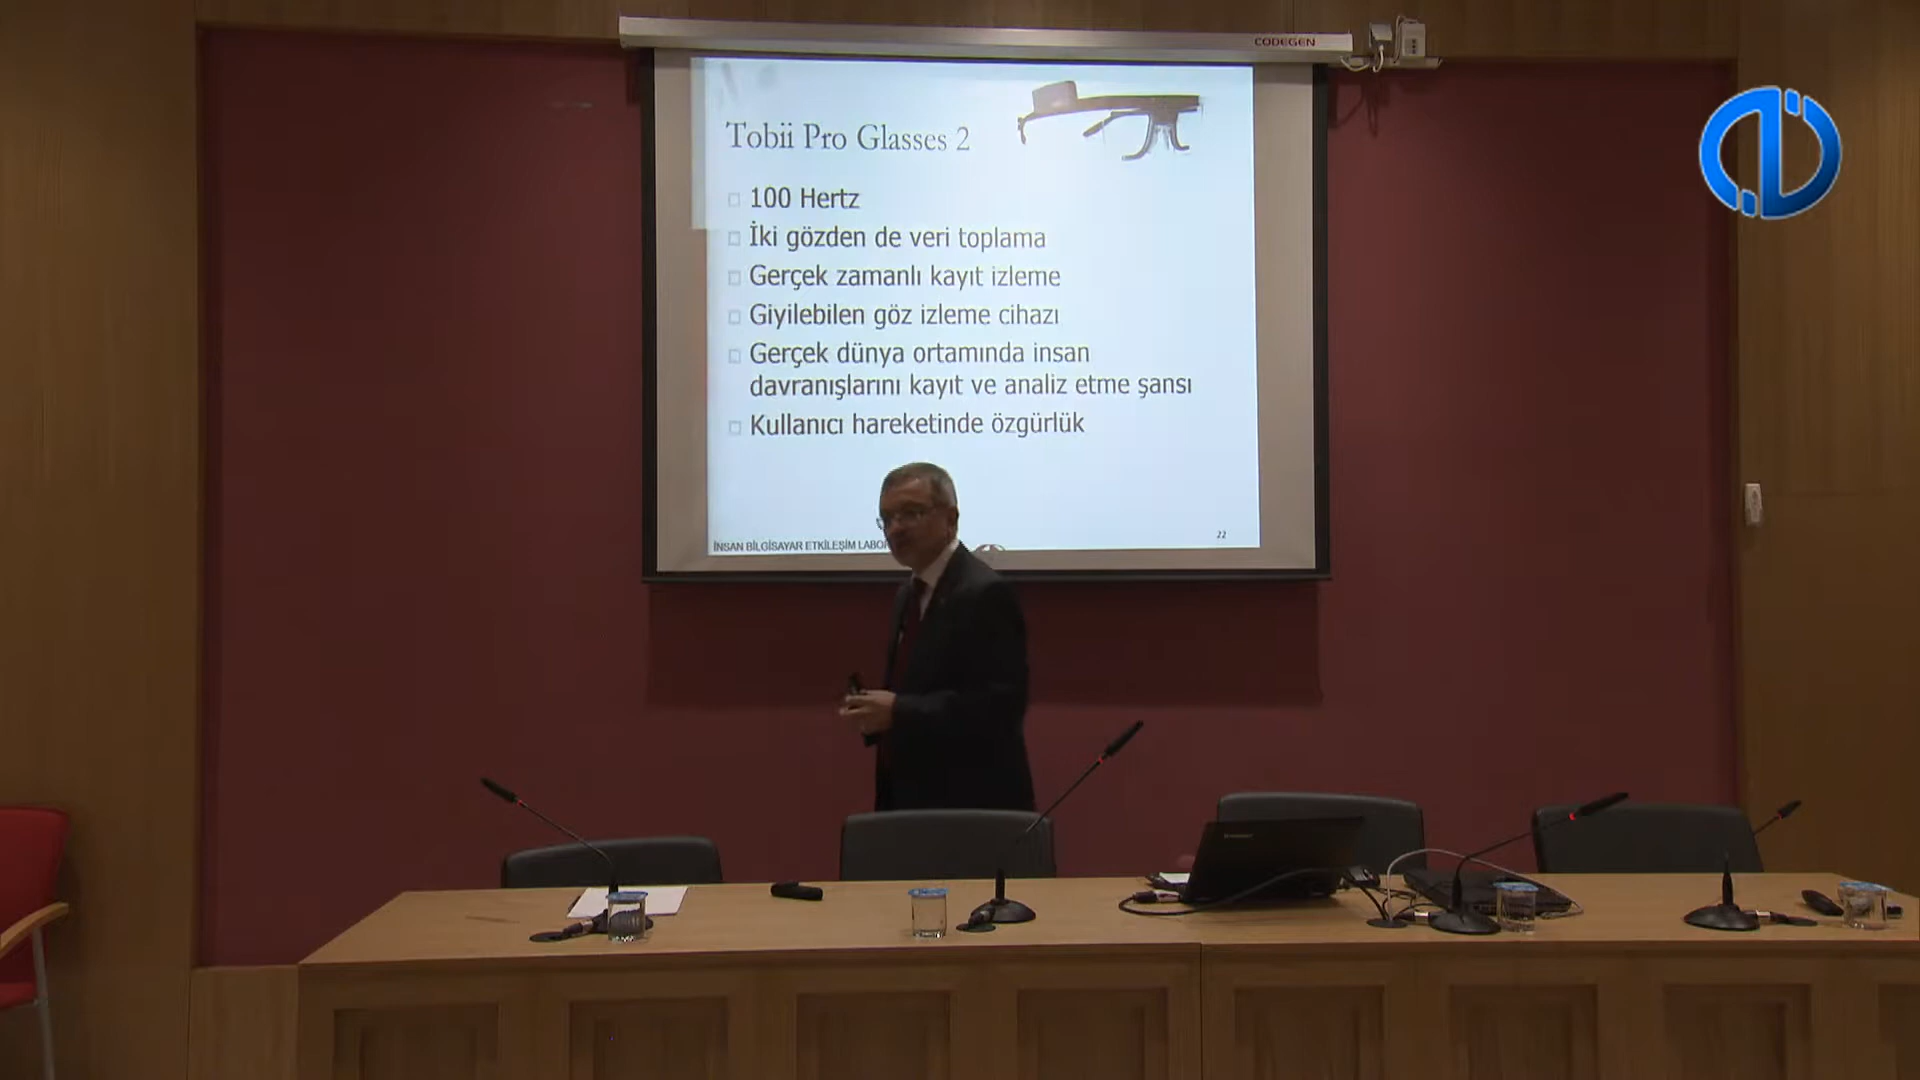 CODEGEN
Tobii Pro Glasses 2
100 Hertz
İki gözden de veri toplama
Gerçek zamanlı kayıt izleme
Giyilebilen göz izleme cihazı
Gerçek dünya ortamında insan
davranışlarını kayıt ve analiz etme şansı
Kullanıcı hareketinde özgürlük
İNSAN BİLGİSAYAR ETKİLEŞİM
22